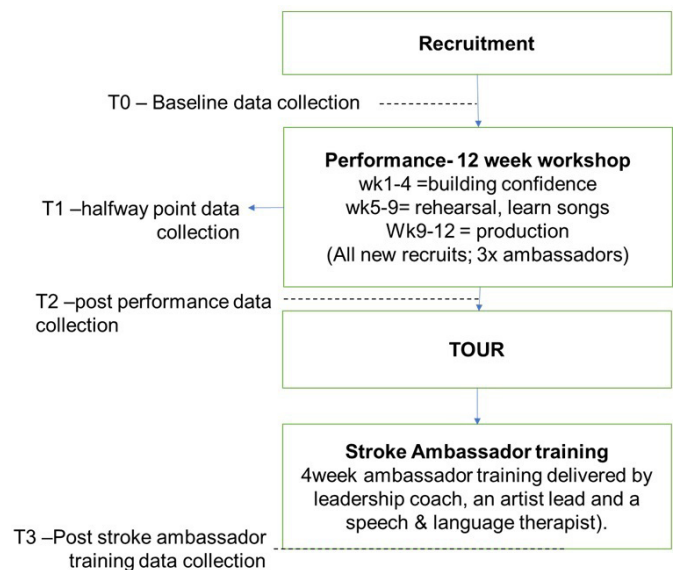 Recruitment
T0 – Baseline data collection
Performance- 12 week workshop
wk1-4 =building confidence
wk5-9= rehearsal, learn songs
Wk9-12 = production
(All new recruits; 3x ambassadors)
T1 –halfway point data
collection
T2 –post performance data
collection
TOUR
Stroke Ambassador training
4week ambassador training delivered by
leadership coach, an artist lead and a
speech & language therapist).
T3 –Post stroke ambassador
training data collection